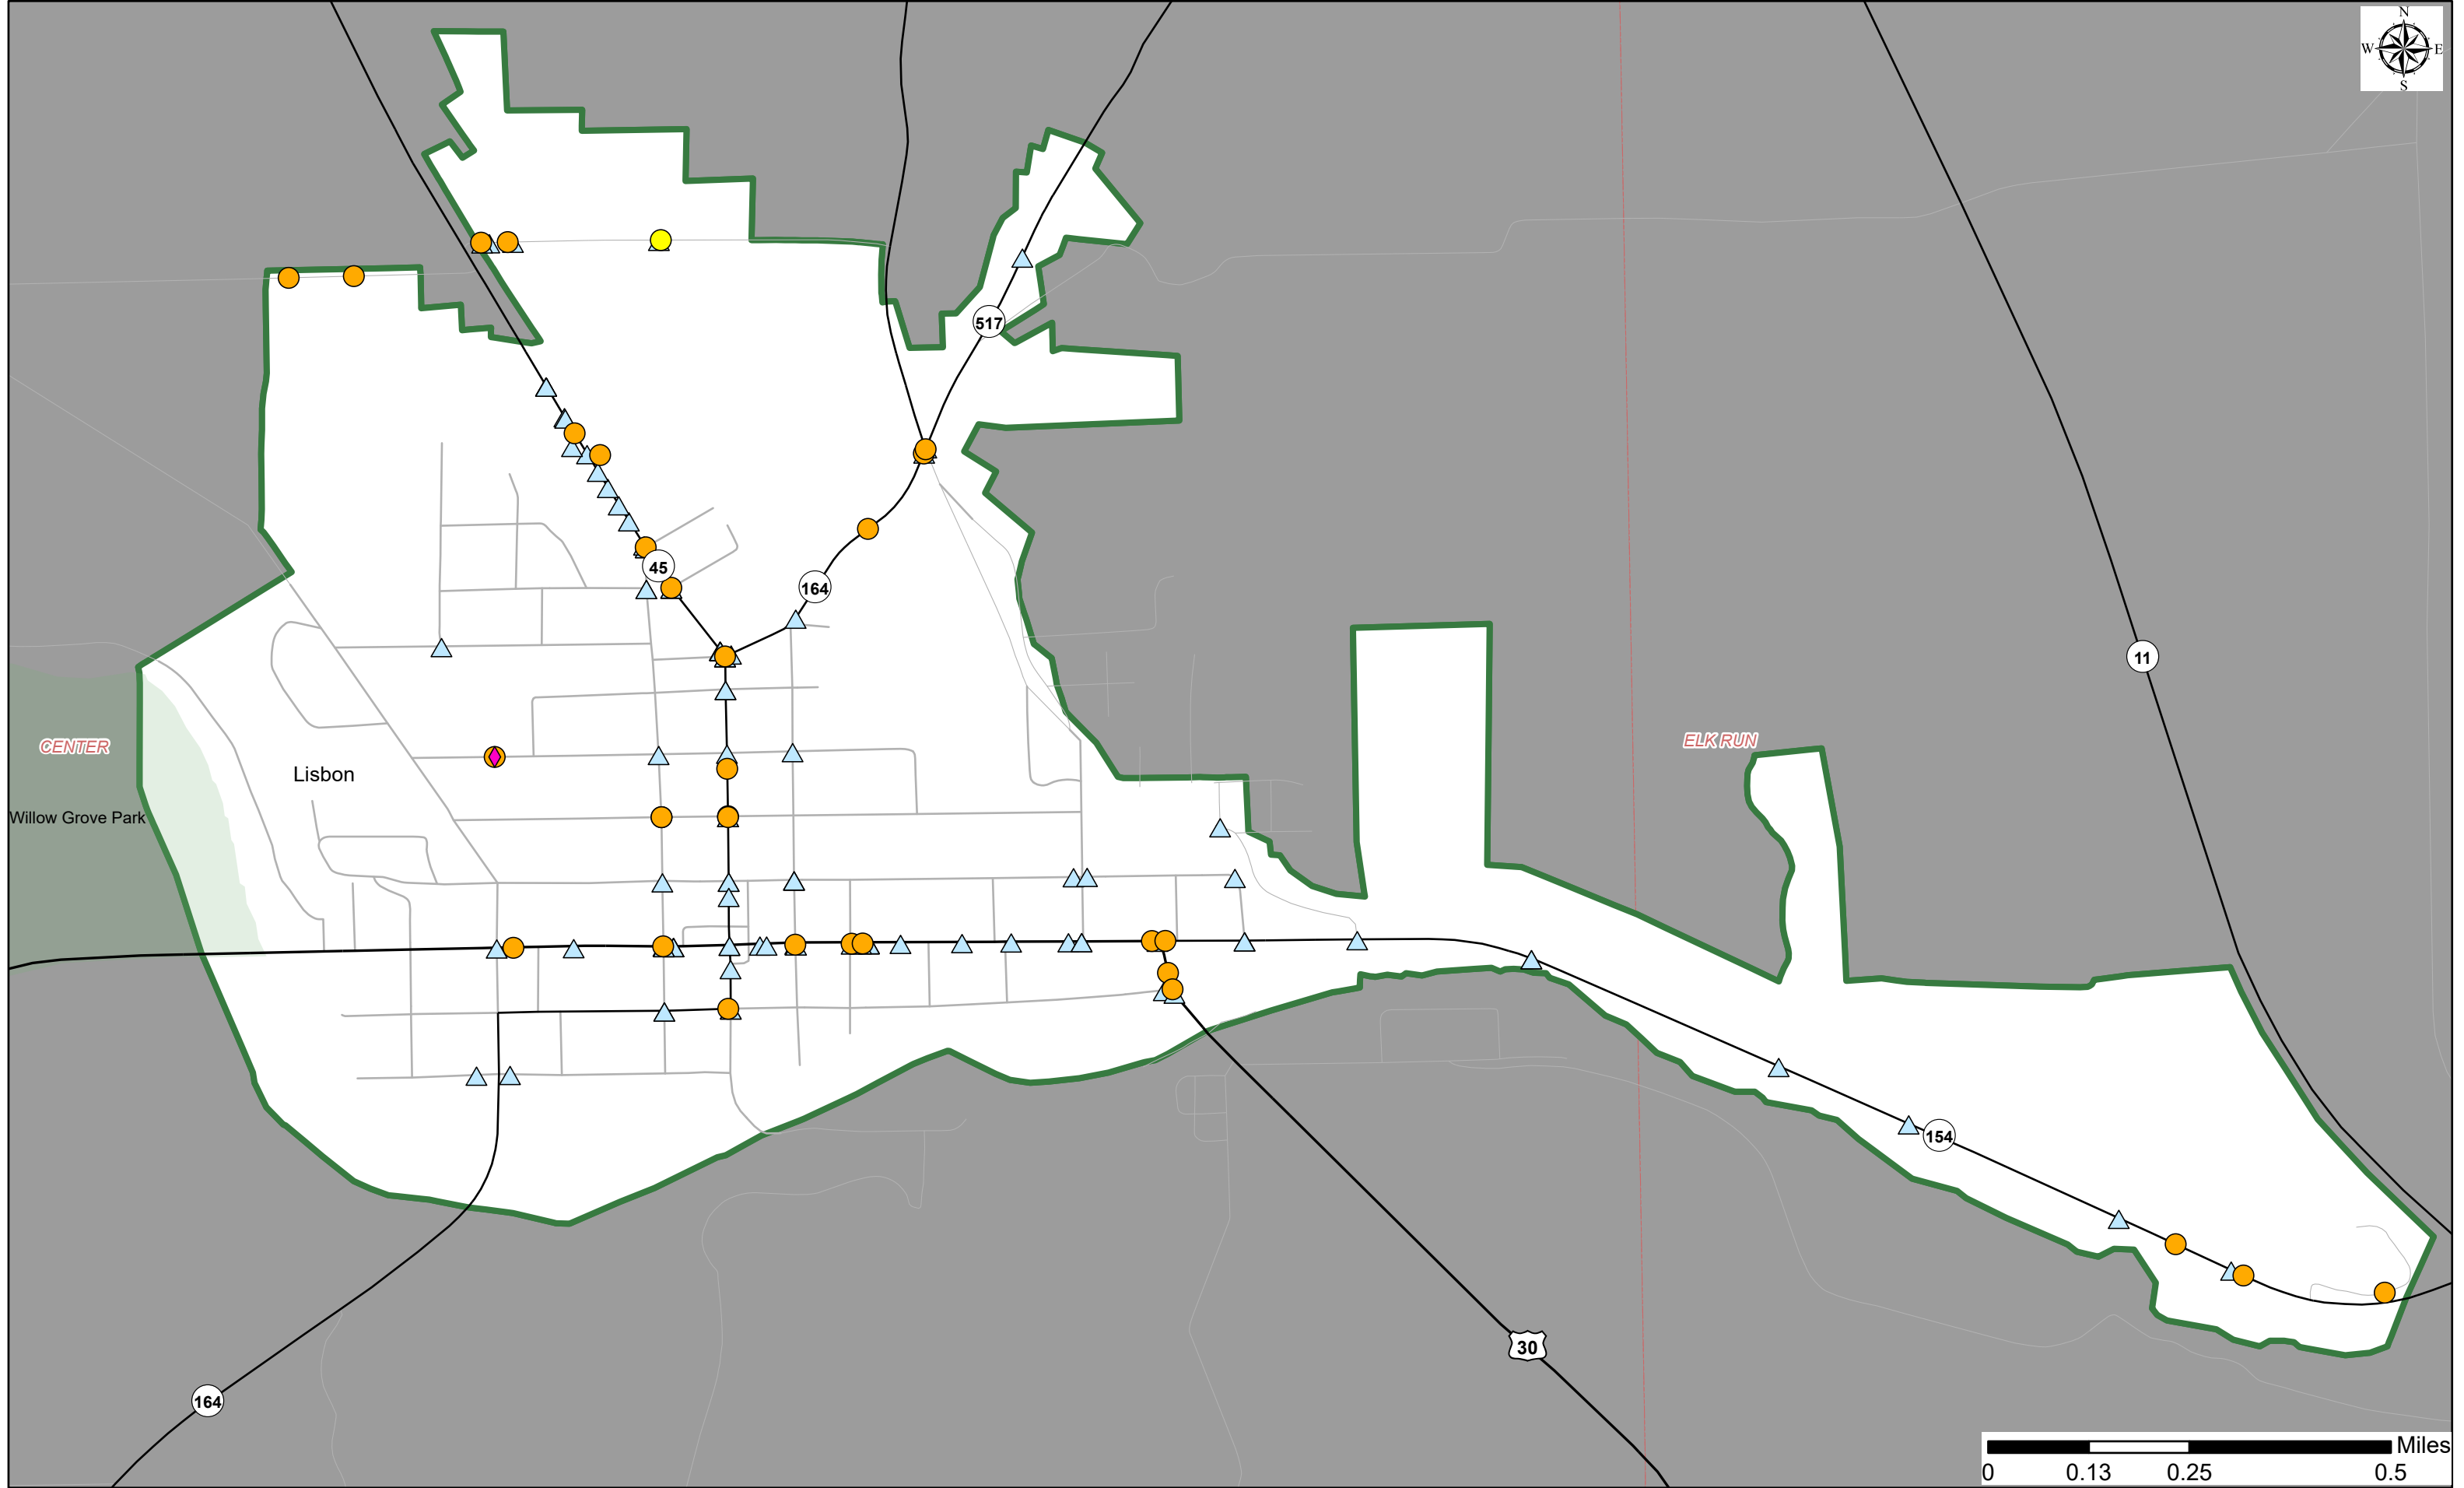 N
W E
S
517
45
164
11
CENTER
ELK RUN
Lisbon
Willow Grove Park
154
30
164
Miles
0 0.13 0.25 0.5